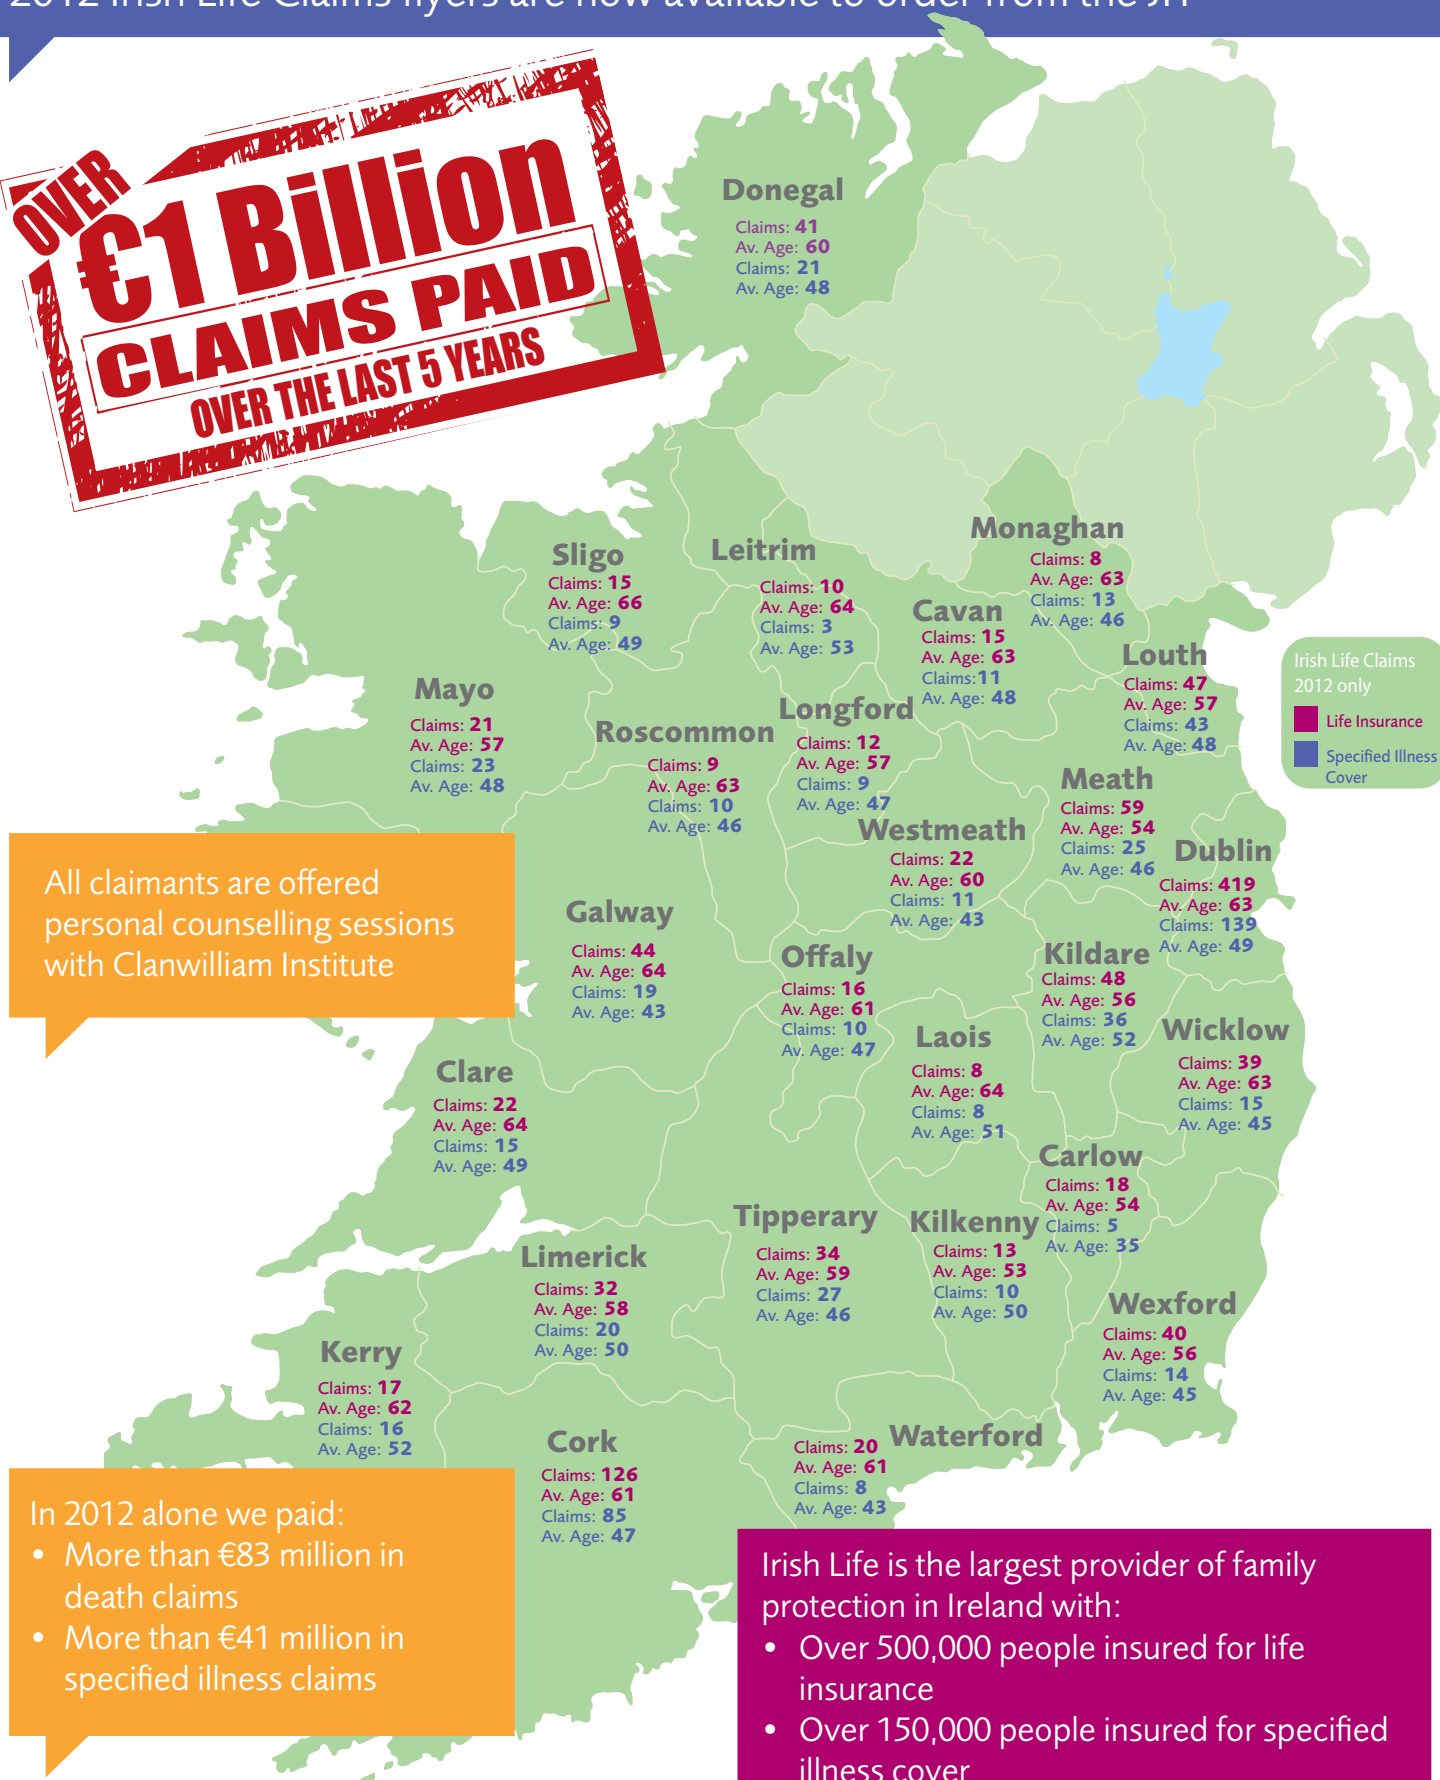 2012 Irish Life Claims flyers are now available to order from the
OVER
€1 Billion
CLAIMS PAID
OVER THE LAST 5 YEARS
Donegal
Claims: 41
Av. Age: 60
Claims: 21
Av. Age: 48
Monaghan
Claims: 8
Av. Age: 63
Claims: 13
Av. Age: 46
Sligo
Claims: 15
Av. Age: 66
Claims: 9
Av. Age: 49
Leitrim
Claims: 10
Av. Age: 64
Claims: 3
Av. Age: 53
Cavan
Claims: 15
Av. Age: 63
Claims:11
Av. Age: 48
Louth
Claims: 47
Av. Age: 57
Claims: 43
Av. Age: 48
Irish Life Claims
2012 only
Life Insurance
Specified Illness
Cover
Mayo
Claims: 21
Av. Age: 57
Claims: 23
Av. Age: 48
Roscommon
Claims: 9
Av. Age: 63
Claims: 10
Av. Age: 46
Longford
Claims: 12
Av. Age: 57
Claims: 9
Av. Age: 47
Meath
Claims: 59
Av. Age: 54
Claims: 25
Av. Age: 46
Westmeath
Claims: 22
Av. Age: 60
Claims: 11
Av. Age: 43
Dublin
Claims: 419
Av. Age: 63
Claims: 139
Av. Age: 49
All claimants are offered
personal counselling sessions
with Clanwilliam Institute
Galway
Claims: 44
Av. Age: 64
Claims: 19
Av. Age: 43
Offaly
Claims: 16
Av. Age: 61
Claims: 10
Av. Age: 47
Kildare
Claims: 48
Av. Age: 56
Claims: 36
Av. Age: 52
Laois
Claims: 8
Av. Age: 64
Claims: 8
Av. Age: 51
Wicklow
Claims: 39
Av. Age: 63
Claims: 15
Av. Age: 45
Clare
Claims: 22
Av. Age: 64
Claims: 15
Av. Age: 49
Carlow
Claims: 18
Av. Age: 54
Claims: 5
Av. Age: 35
Tipperary
Claims: 34
Av. Age: 59
Claims: 27
Av. Age: 46
Kilkenny
Claims: 13
Av. Age: 53
Claims: 10
Av. Age: 50
Limerick
Claims: 32
Av. Age: 58
Claims: 20
Av. Age: 50
Wexford
Claims: 40
Av. Age: 56
Claims: 14
Av. Age: 45
Kerry
Claims: 17
Av. Age: 62
Claims: 16
Av. Age: 52
Cork
Claims: 126
Av. Age: 61
Claims: 85
Av. Age: 47
Waterford
Claims: 20
Av. Age: 61
Claims: 8
Av. Age: 43
In 2012 alone we paid:
• More than €83 million in
death claims
• More than €41 million in
specified illness claims
Irish Life is the largest provider of family
protection in Ireland with:
• Over 500,000 people insured for life
insurance
• Over 150,000 people insured for specified
illness cover